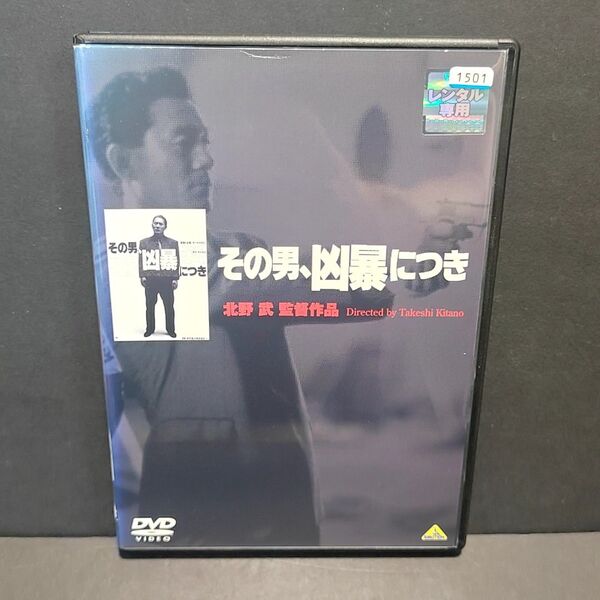 1501
レンタル
専用
その男、
凶暴
につき
その男、凶暴につき
北野 武 監督作品 Directed by Takeshi Kitano
DVD
VIDEO